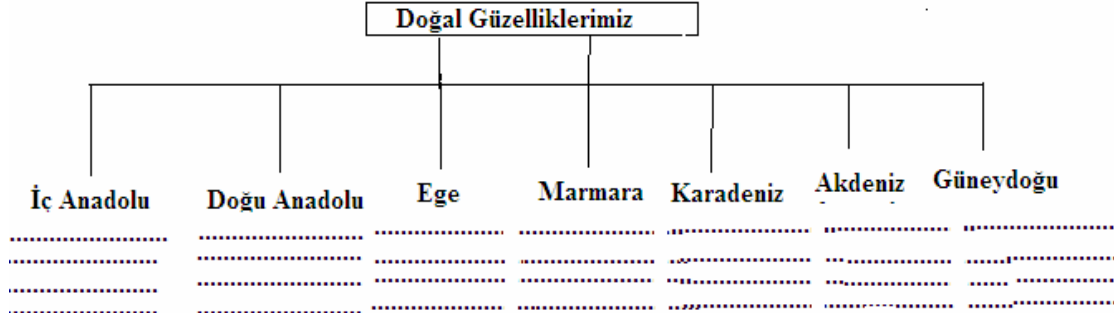 Doğal Güzelliklerimiz
İç Anadolu Doğu Anadolu Ege Marmara Karadeniz Akdeniz Güneydoğu